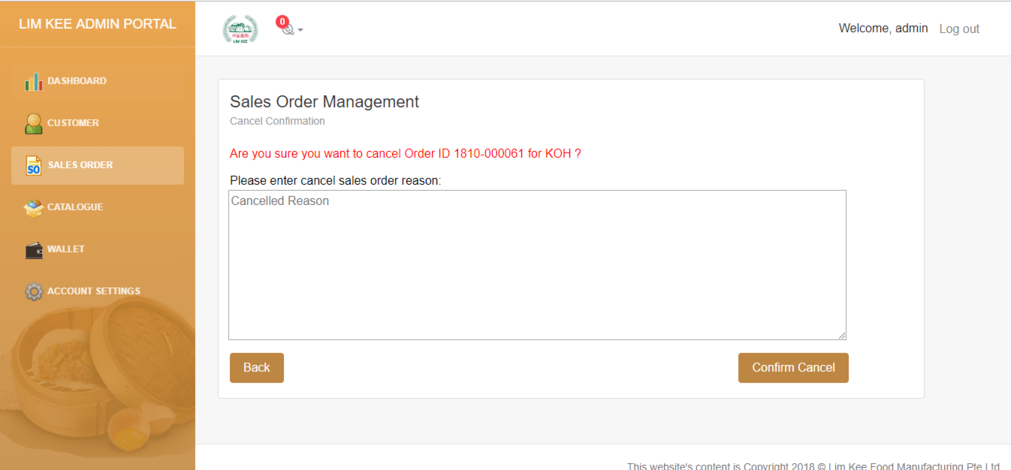 LIM KEE ADMIN PORTAL
0
Welcome, admin Log out
DASHBOARD
CUSTOMER
SO
SALES ORDER
CATALOGUE
WALLET
ACCOUNT SETTINGS
LIM KEE
Sales Order Management
Cancel Confirmation
Are you sure you want to cancel Order ID 1810-000061 for KOH ?
Please enter cancel sales order reason:
Cancelled Reason
Back
Confirm Cancel
This website's content is Copyright 2018 © Lim Kee Food Manufacturing Pte Ltd